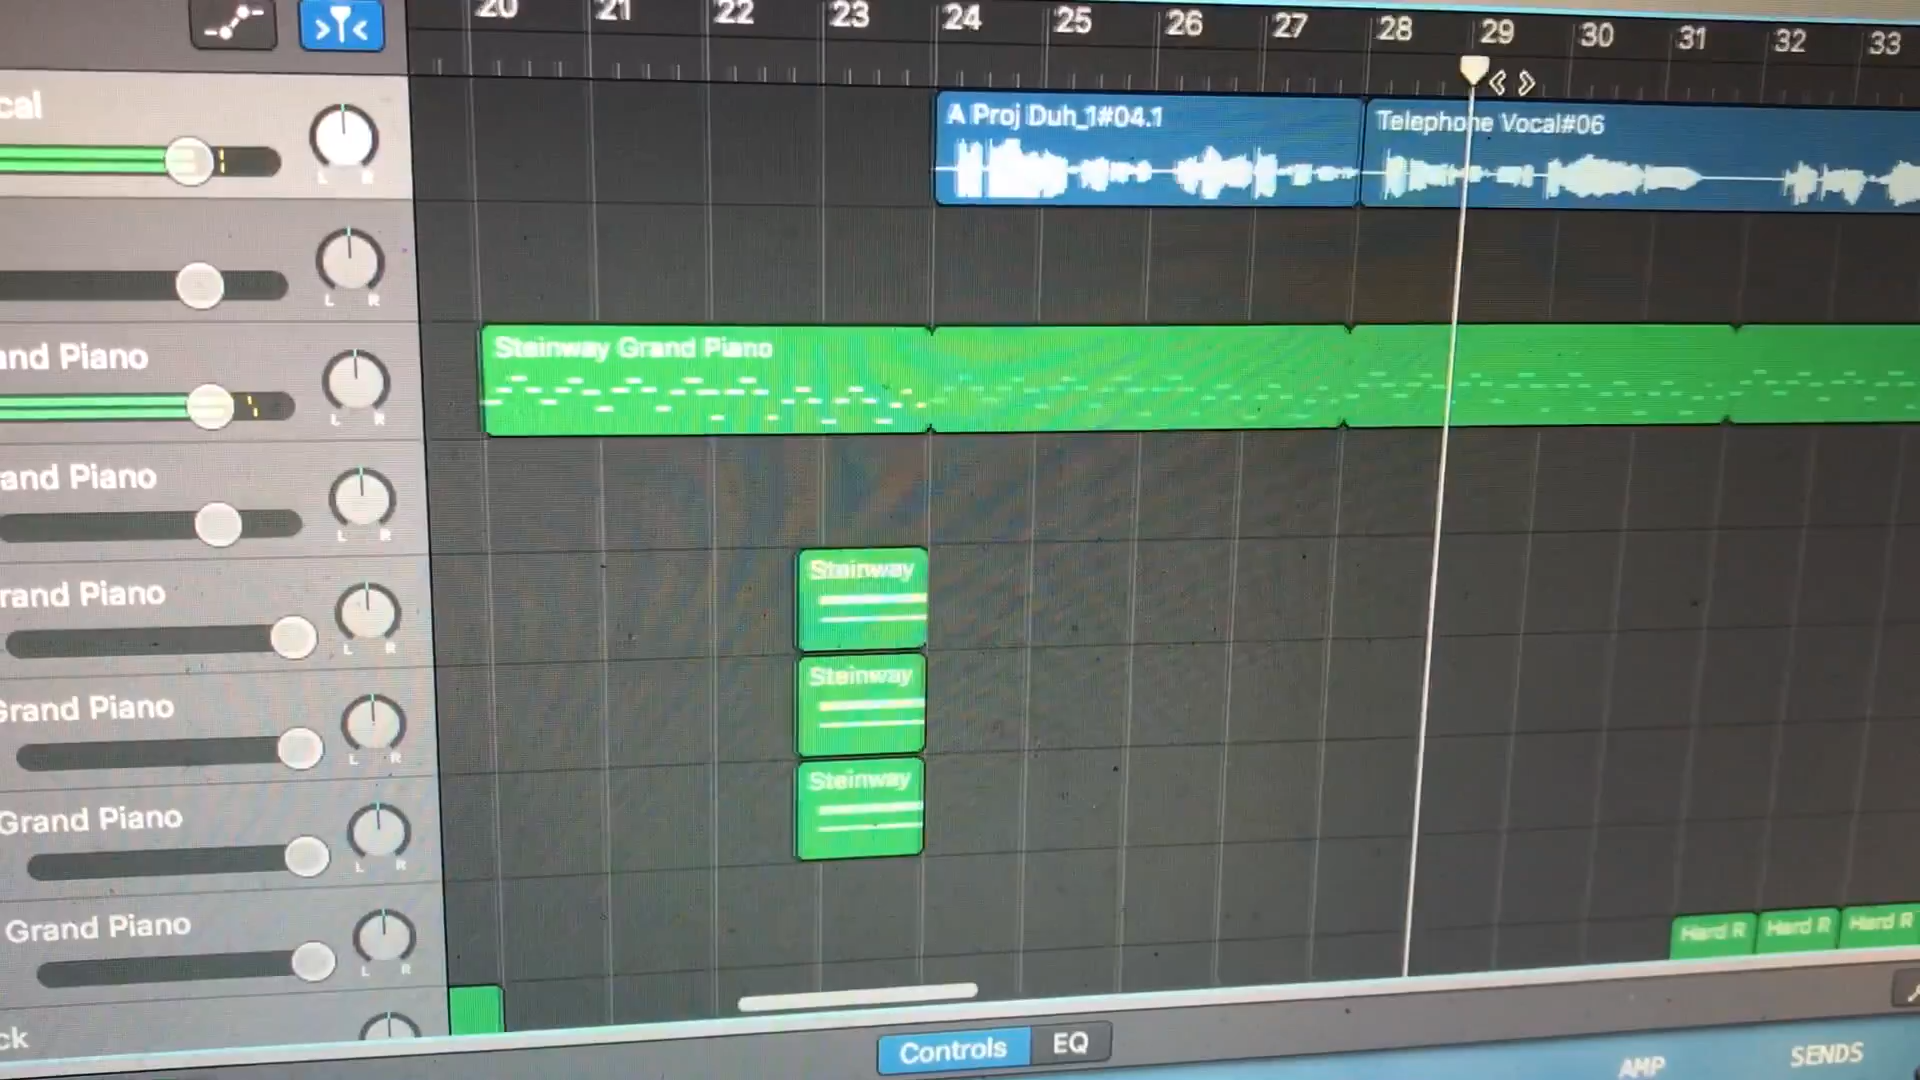 20 21 22 23 24 25 26 27 28 29 30 31 32 33
cal
A Proj Duh_1#04.1
Telephone Vocal#06
L R
L R
nd Piano
Steinway Grand Piano
L R
and Piano
L R
Steinway
rand Piano
L R
Steinway
Grand Piano
L R
Steinway
Grand Piano
L R
Grand Piano
L R
Hard R
Hard R
Hard R
ck
Controls
EQ
AMP
SENDS